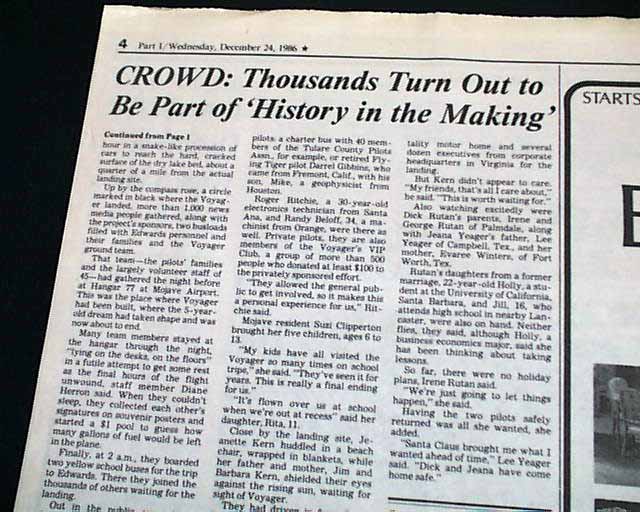 4 Part I/Wednesday, December 24, 1986 ★
CROWD: Thousands Turn Out to
Be Part of 'History in the Making'
Continued from Page 1
hour in a snake-like procession of
cars to reach the hard, cracked
surface of the dry lake bed, about a
quarter of a mile from the actual
landing site.
Up by the compass rose, a circle
marked in black where the Voyag-
er landed, more than 1,000 news
media people gathered, along with
the project's sponsors, two busloads
filled with Edwards personnel and
their families and the Voyager
ground team.
That team—the pilots' families
and the largely volunteer staff of
45—had gathered the night before
at Hangar 77 at Mojave Airport.
This was the place where Voyager
had been built, where the 5-year-
old dream had taken shape and was
now about to end.
Many team members stayed at
the hangar through the night,
"lying on the desks, on the floors"
in a futile attempt to get some rest
as the final hours of the flight
unwound, staff member Diane
Herron said. When they couldn't
sleep, they collected each other's
signatures on souvenir posters and
started a $1 pool to guess how
many gallons of fuel would be left
in the plane.
Finally, at 2 a.m., they boarded
two yellow school buses for the trip
to Edwards. There they joined the
thousands of others waiting for the
landing.
Out in the public
pilots: a charter bus with 40 mem-
bers of the Tulare County Pilots
Assn., for example, or retired Fly-
ing Tiger pilot Darrel Gibbins, who
came from Fremont, Calif., with his
son, Mike, a geophysicist from
Houston.
Roger Ritchie, a 30-year-old
electronics technician from Santa
Ana, and Randy Beloff, 34, a ma-
chinist from Orange, were there as
well. Private pilots, they are also
members of the Voyager's VIP
Club, a group of more than 500
people who donated at least $100 to
the privately sponsored effort.
"They allowed the general pub-
lic to get involved, so it makes this
a personal experience for us," Rit-
chie said.
Mojave resident Suzi Clipperton
brought her five children, ages 6 to
13.
"My kids have all visited the
Voyager so many times on school
trips," she said. "They've seen it for
years. This is really a final ending
for us."
"It's flown over us at school
when we're out at recess" said her
daughter, Rita, 11.
Close by the landing site, Je-
anette Kern huddled in a beach
chair, wrapped in blankets, while
her father and mother, Jim and
Barbara Kern, shielded their eyes
against the rising sun, waiting for
sight of Voyager.
They had driven
tality motor home and several
dozen executives from corporate
headquarters in Virginia for the
landing.
But Kern didn't appear to care.
"My friends, that's all I care about,"
he said. "This is worth waiting for."
Also watching excitedly were
Dick Rutan's parents, Irene and
George Rutan of Palmdale, along
with Jeana Yeager's father, Lee
Yeager of Campbell, Tex., and her
mother, Evaree Winters, of Fort
Worth, Tex.
Rutan's daughters from a former
marriage, 22-year-old Holly, a stu-
dent at the University of California,
Santa Barbara, and Jill, 16, who
attends high school in nearby Lan-
caster, were also on hand. Neither
flies, they said, although Holly, a
business economics major, said she
has been thinking about taking
lessons.
So far, there were no holiday
plans, Irene Rutan said.
"We're just going to let things
happen," she said.
Having the two pilots safely
returned was all she wanted, she
added.
"Santa Claus brought me what I
wanted ahead of time," Lee Yeager
said. "Dick and Jeana have come
home safe."
STARTS